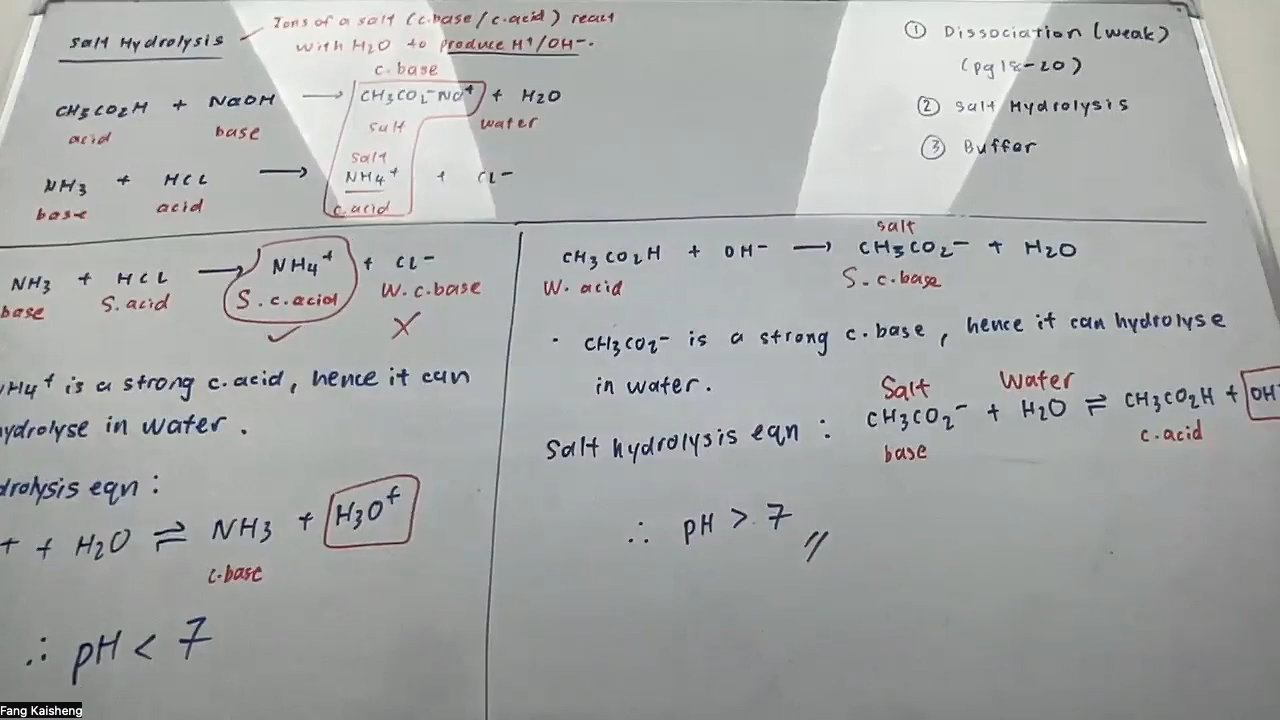 Salt Hydrolysis
Ions of a salt (c.base/c.acid) react
with H2O to produce H+/OH-.
c.base
CH3CO2H + NaOH → CH3CO2-Na+ + H2O
acid base salt water
salt
NH3 + HCl → NH4+ + Cl-
base acid c.acid
① Dissociation (weak)
(pg18-20)
② Salt Hydrolysis
③ Buffer
NH3 + HCl → NH4+ + Cl-
base S.acid S.c.acid W.c.base
✓ X
NH4+ is a strong c.acid, hence it can
hydrolyse in water.
drolysis eqn :
+ + H2O ⇌ NH3 + H3O+
c.base
∴ pH < 7
salt
CH3CO2H + OH- → CH3CO2- + H2O
W. acid S.c.base
· CH3CO2- is a strong c.base, hence it can hydrolyse
in water.
Salt Water
Salt hydrolysis eqn : CH3CO2- + H2O ⇌ CH3CO2H + OH
base c.acid
∴ pH > 7 //
Fang Kaisheng